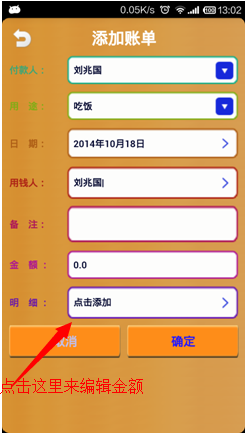 0.05K/s 13:02
添加账单
付款人： 刘兆国
用 途： 吃饭
日 期： 2014年10月18日
用钱人： 刘兆国
备 注：
金 额： 0.0
明 细： 点击添加
取消 确定
点击这里来编辑金额